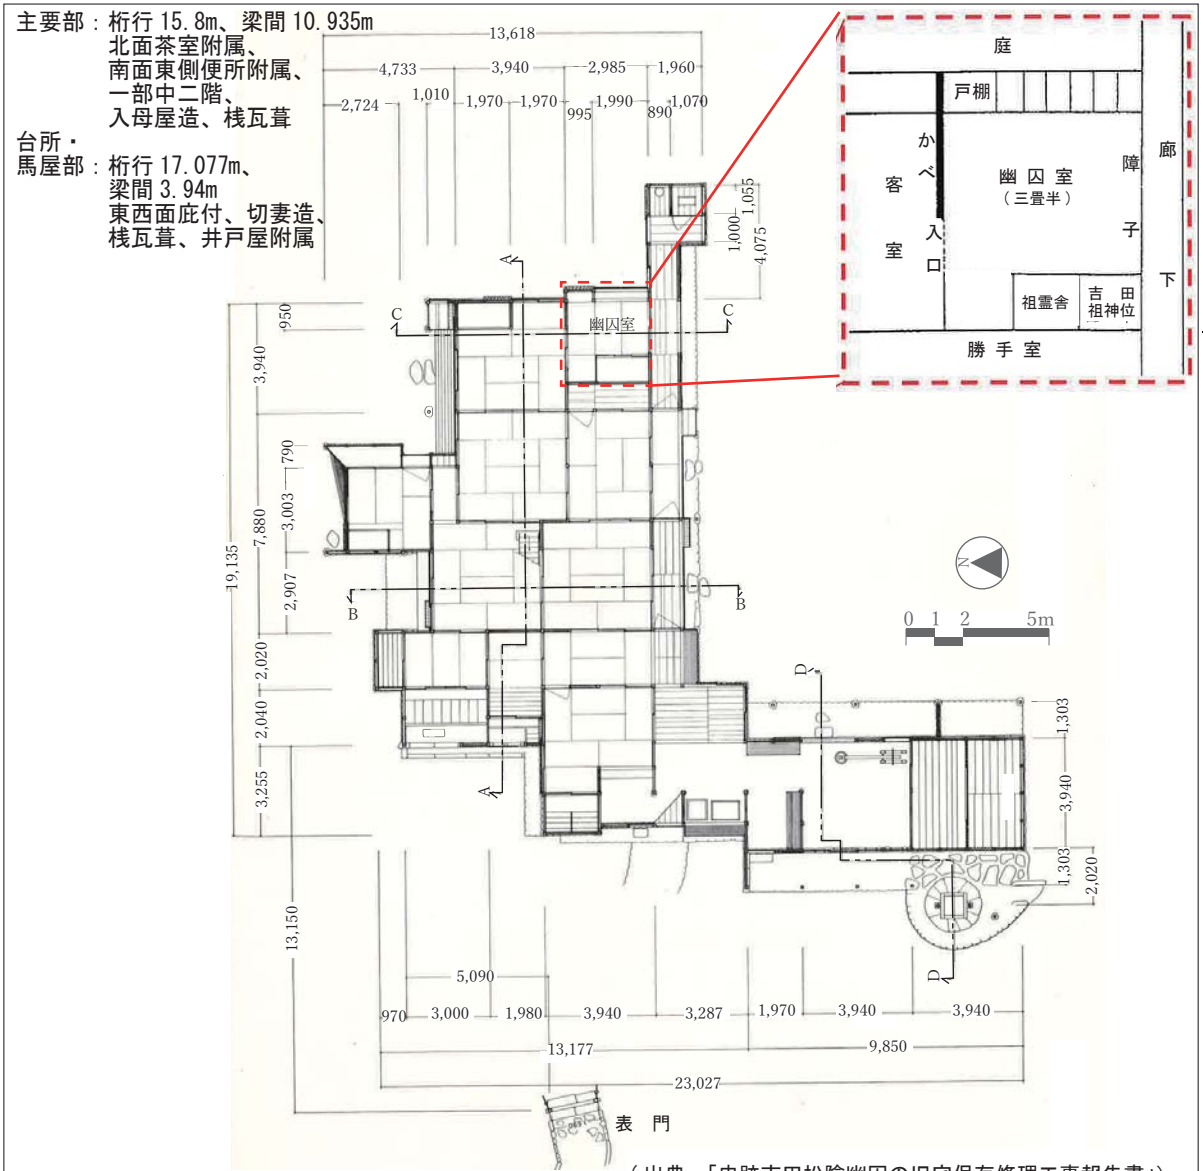 主要部：桁行 15.8m、梁間 10.935m
北面茶室附属、
南面東側便所附属、
一部中二階、
入母屋造、桟瓦葺
台所・
馬屋部：桁行 17.077m、
梁間 3.94m
東西面庇付、切妻造、
桟瓦葺、井戸屋附属
13,618
4,733
3,940
2,985
1,960
2,724
1,010
1,970
1,970
995
1,990
890
1,070
庭
戸棚
かべ
入口
客室
幽囚室
（三畳半）
障子
廊下
祖霊舎
吉田
祖神位
勝手室
1,055
1,000
4,075
A
C
幽囚室
C
950
3,940
790
3,003
7,880
2,907
19,135
2,020
2,040
3,255
13,150
B
B
N
0 1 2 5m
D
A
1,303
3,940
1,303
2,020
D
5,090
970
3,000
1,980
3,940
3,287
1,970
3,940
3,940
13,177
9,850
23,027
表門